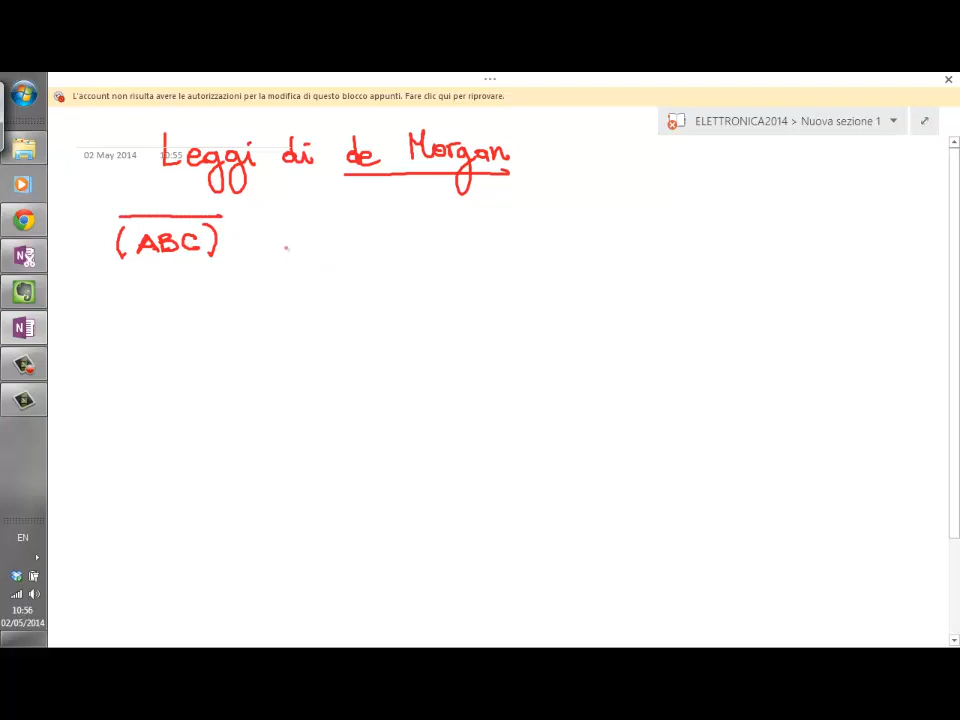 L'account non risulta avere le autorizzazioni per la modifica di questo blocco appunti. Fare clic qui per riprovare.
ELETTRONICA2014 > Nuova sezione 1
02 May 2014 10:55
Leggi di de Morgan
(ABC)
EN
10:56
02/05/2014